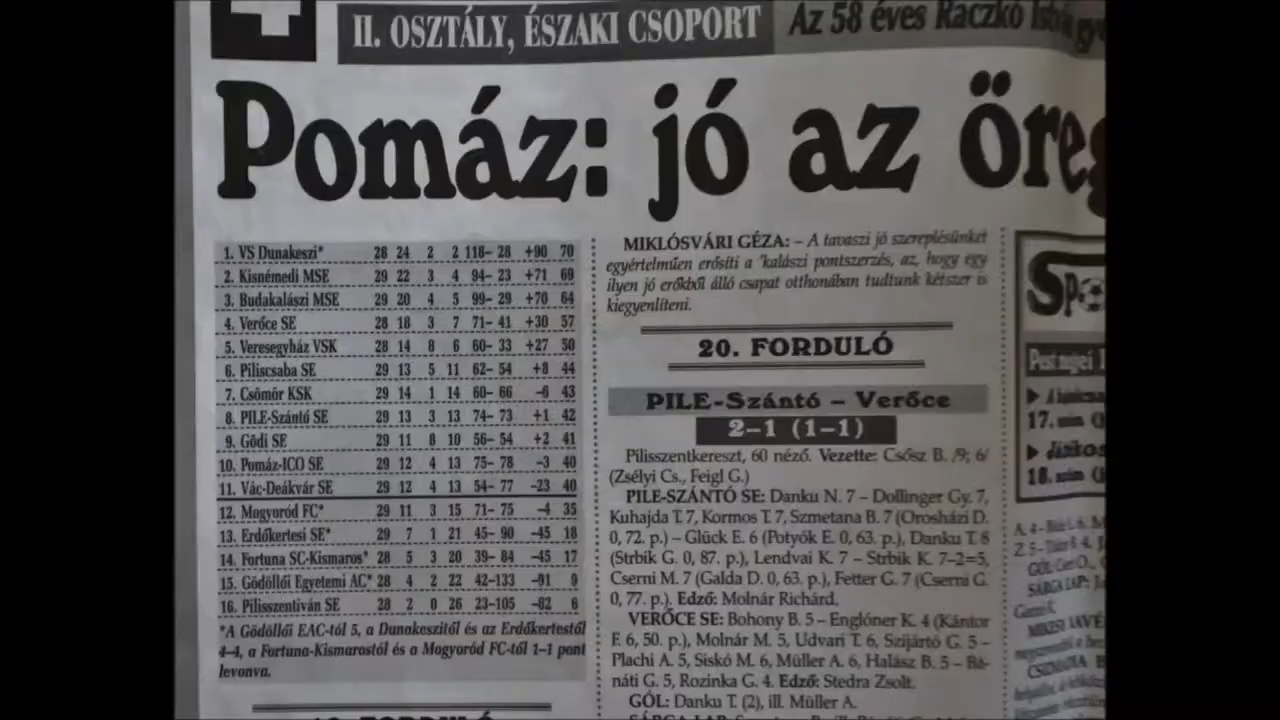 II. OSZTÁLY, ÉSZAKI CSOPORT
Az 58 éves Raczkó
Pomáz: jó az öreg
1. VS Dunakeszi* 28 24 2 2 118– 28 +90 70
2. Kisnémedi MSE 29 22 3 4 94– 23 +71 69
3. Budakalászi MSE 29 20 4 5 99– 29 +70 64
4. Verőce SE 28 18 3 7 71– 41 +30 57
5. Veresegyház VSK 28 14 8 6 60– 33 +27 50
6. Piliscsaba SE 29 13 5 11 62– 54 +8 44
7. Csömör KSK 29 14 1 14 60– 66 –6 43
8. PILE-Szántó SE 29 13 3 13 74– 73 +1 42
9. Gödi SE 29 11 8 10 56– 54 +2 41
10. Pomáz-ICO SE 29 12 4 13 75– 78 –3 40
11. Vác-Deákvár SE 29 12 4 13 54– 77 –23 40
12. Mogyoród FC* 29 11 3 15 71– 75 –4 35
13. Erdőkertesi SE* 29 7 1 21 45– 90 –45 18
14. Fortuna SC-Kismaros* 28 5 3 20 39– 84 –45 17
15. Gödöllői Egyetemi AC* 28 4 2 22 42–133 –91 9
16. Pilisszentiván SE 28 2 0 26 23–105 –82 6
*A Gödöllői EAC-tól 5, a Dunakeszitől és az Erdőkertestől
4–4, a Fortuna-Kismarostól és a Mogyoród FC-től 1–1 pont
levonva.
MIKLÓSVÁRI GÉZA: – A tavaszi jó szereplésünket
egyértelműen erősíti a 'kalászi pontszerzés, az, hogy egy
ilyen jó erőkből álló csapat otthonában tudtunk kétszer is
kiegyenlíteni.
20. FORDULÓ
PILE-Szántó – Verőce
2–1 (1–1)
Pilisszentkereszt, 60 néző. Vezette: Csősz B. /9; 6/
(Zsélyi Cs., Feigl G.)
PILE-SZÁNTÓ SE: Danku N. 7 – Dollinger Gy. 7,
Kuhajda T. 7, Kormos T. 7, Szmetana B. 7 (Orosházi D.
0, 72. p.) – Glück E. 6 (Potyók E. 0, 63. p.), Danku T. 8
(Strbik G. 0, 87. p.), Lendvai K. 7 – Strbik K. 7–2=5,
Cserni M. 7 (Galda D. 0, 63. p.), Fetter G. 7 (Cserni G.
0, 77. p.). Edző: Molnár Richárd.
VERŐCE SE: Bohony B. 5 – Englóner K. 4 (Kántor
F. 6, 50. p.), Molnár M. 5, Udvari T. 6, Szijártó G. 5 –
Plachi A. 5, Siskó M. 6, Müller A. 6, Halász B. 5 – Bá-
náti G. 5, Rozinka G. 4. Edző: Stedra Zsolt.
GÓL: Danku T. (2), ill. Müller A.
Pest megei
17.
18.